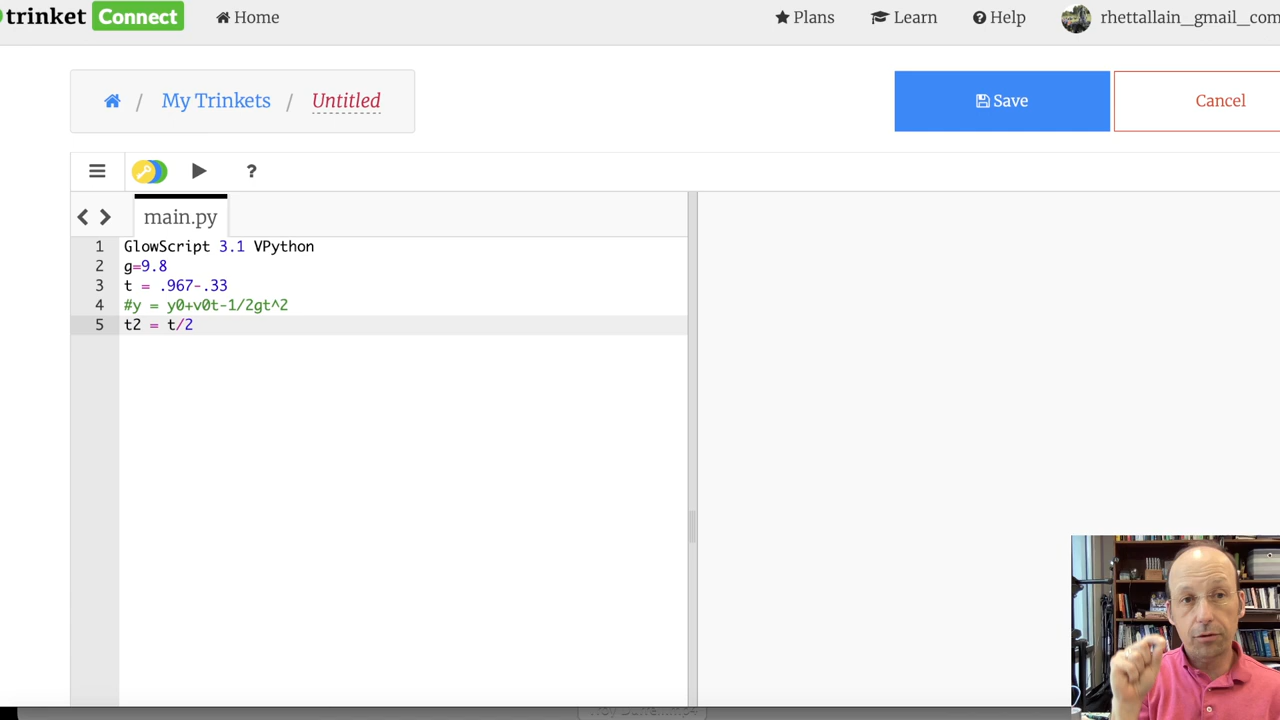 trinket Connect Home Plans Learn Help rhettallain_gmail_com
/ My Trinkets / Untitled Save Cancel
?
main.py
1 GlowScript 3.1 VPython
2 g=9.8
3 t = .967-.33
4 #y = y0+v0t-1/2gt^2
5 t2 = t/2